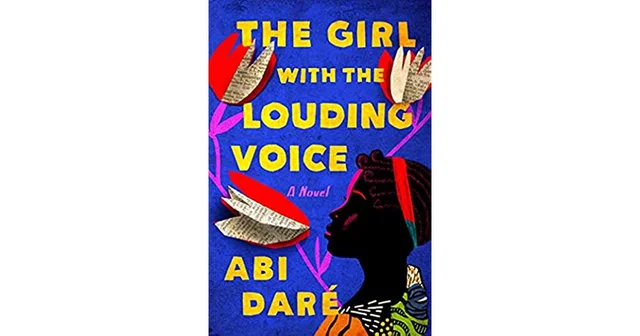 THE GIRL
WITH THE
LOUDING
VOICE
A Novel
ABI
DARÉ